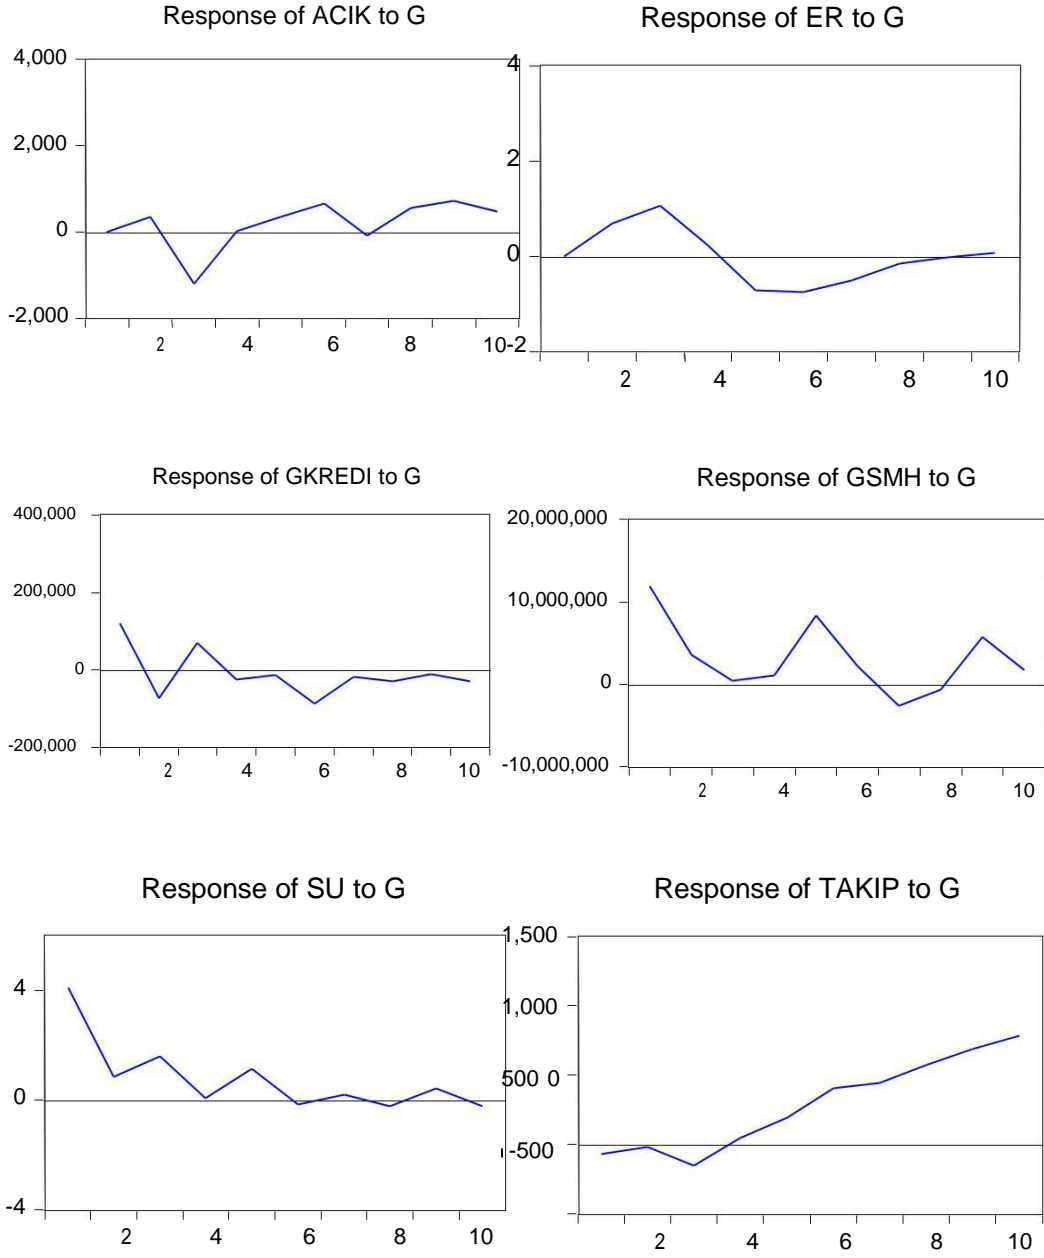 Response of ACIK to G
4,000
2,000
0
-2,000
2 4 6 8 10
Response of ER to G
4
2
0
-2
2 4 6 8 10
Response of GKREDI to G
400,000
200,000
0
-200,000
2 4 6 8 10
Response of GSMH to G
20,000,000
10,000,000
0
-10,000,000
2 4 6 8 10
Response of SU to G
4
0
-4
2 4 6 8 10
Response of TAKIP to G
1,500
1,000
500 0
-500
2 4 6 8 10